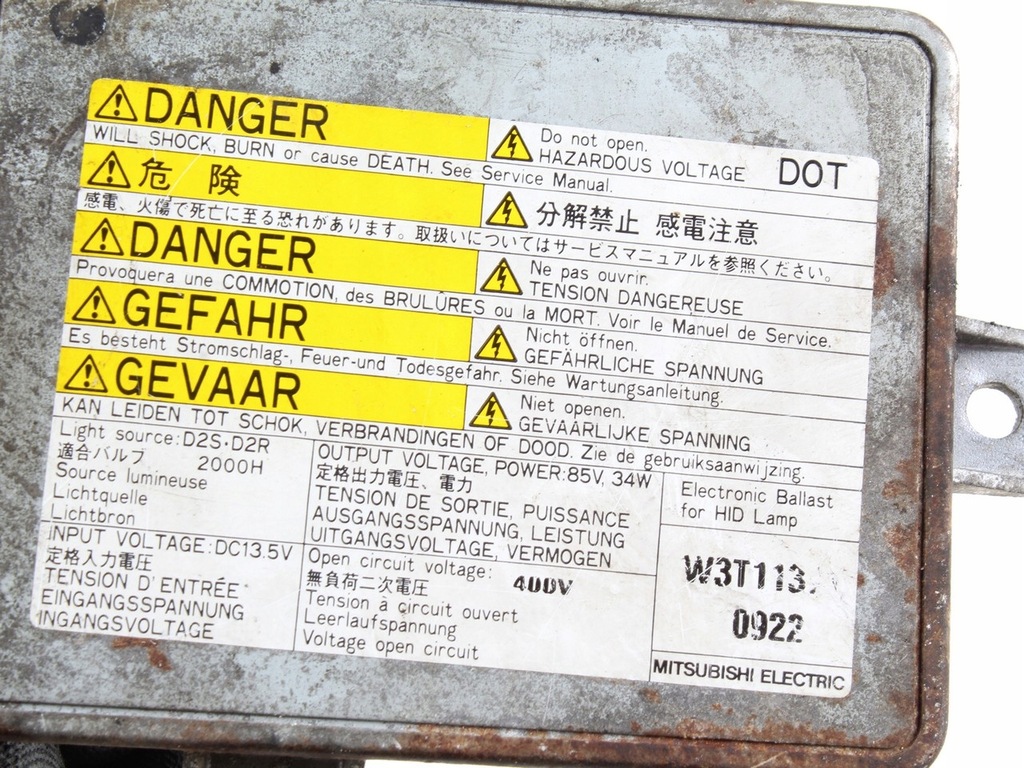 DANGER
Do not open.
HAZARDOUS VOLTAGE
DOT
WILL SHOCK, BURN or cause DEATH. See Service Manual.
危 険
分解禁止 感電注意
感電、火傷で死亡に至る恐れがあります。取扱いについてはサービスマニュアルを参照ください。
DANGER
Ne pas ouvrir.
TENSION DANGEREUSE
Provoquera une COMMOTION, des BRULÛRES ou la MORT. Voir le Manuel de Service.
GEFAHR
Nicht öffnen.
GEFÄHRLICHE SPANNUNG
Es bésteht Stromschlag-, Feuer-und Todesgefahr. Siehe Wartungsanleitung.
GEVAAR
Niet openen.
GEVAÀRLIJKE SPANNING
KAN LEIDEN TOT SCHOK, VERBRANDINGEN OF DOOD. Zie de gebruiksaanwijzing.
Light source:D2S·D2R
適合バルブ 2000H
Source lumineuse
Lichtquelle
Lichtbron
INPUT VOLTAGE:DC13.5V
定格入力電圧
TENSION D'ENTRÉE
EINGANGSSPANNUNG
INGANGSVOLTAGE
OUTPUT VOLTAGE, POWER:85V, 34W
定格出力電圧、電力
TENSION DE SORTIE, PUISSANCE
AUSGANGSSPANNUNG, LEISTUNG
UITGANGSVOLTAGE, VERMOGEN
Open circuit voltage: 400V
無負荷二次電圧
Tension à circuit ouvert
Leerlaufspannung
Voltage open circuit
Electronic Ballast
for HID Lamp
W3T113
0922
MITSUBISHI ELECTRIC